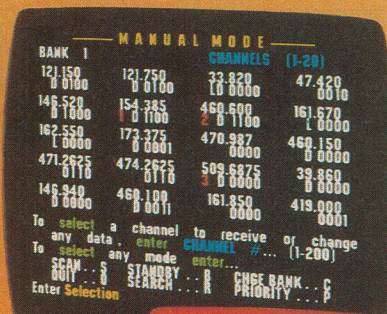 MANUAL MODE
BANK 1 CHANNELS (1-20)
121.150 121.750 33.820 47.420
D 0100 D 0100 LD 0000 0010
146.520 154.385 460.600 161.670
D 1000 1 D 1100 2 D 1100 L 0000
162.550 173.375 470.987 460.150
L 0000 D 0001 0000 D 0000
471.2625 474.2625 509.6875 39.860
0110 0110 3 D 0000 D 0000
146.940 460.100 161.850 419.000
D 0000 D 0011 0000 0001
To select a channel to receive or change
any data, enter CHANNEL #... (1-200)
To select any mode enter...
SCAN...S STANDBY..B CHGE BANK..C
QUIT..Q SEARCH...R PRIORITY...P
Enter Selection